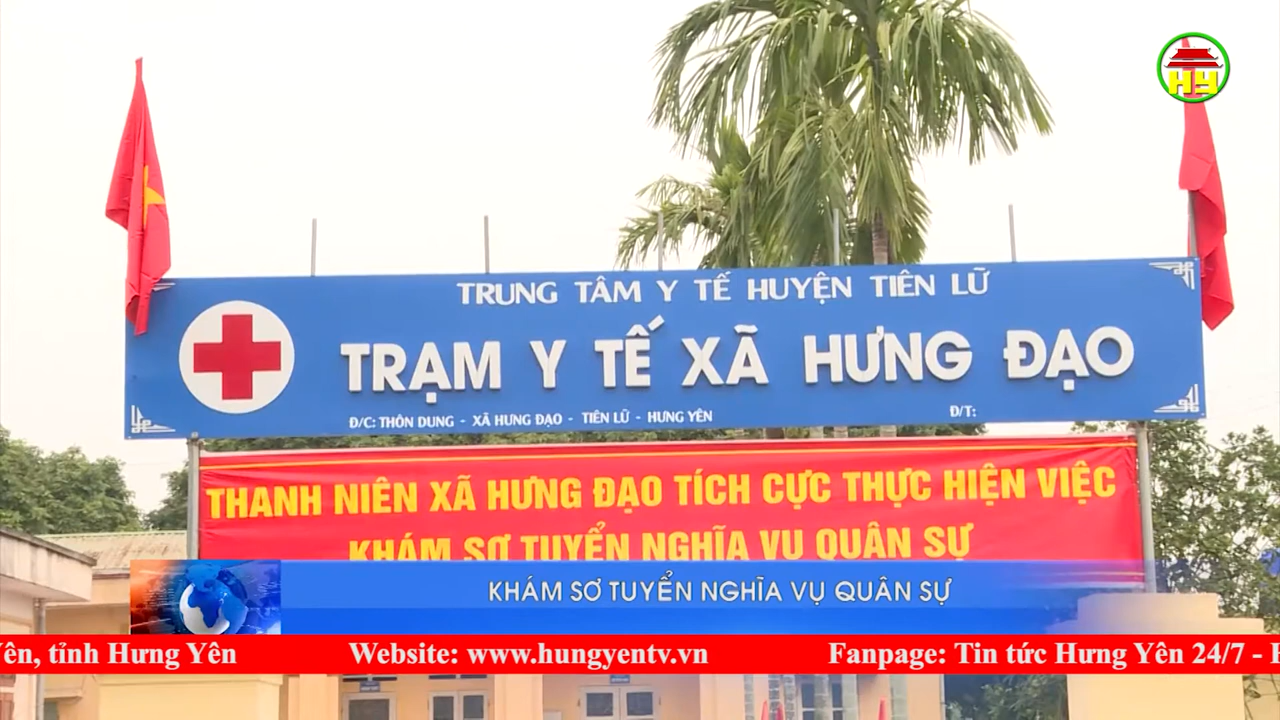 HY
TRUNG TÂM Y TẾ HUYỆN TIÊN LỮ
TRẠM Y TẾ XÃ HƯNG ĐẠO
Đ/C: THÔN DUNG - XÃ HƯNG ĐẠO - TIÊN LỮ - HƯNG YÊN Đ/T:
THANH NIÊN XÃ HƯNG ĐẠO TÍCH CỰC THỰC HIỆN VIỆC
KHÁM SƠ TUYỂN NGHĨA VỤ QUÂN SỰ
KHÁM SƠ TUYỂN NGHĨA VỤ QUÂN SỰ
Yên, tỉnh Hưng Yên Website: www.hungyentv.vn Fanpage: Tin tức Hưng Yên 24/7 -